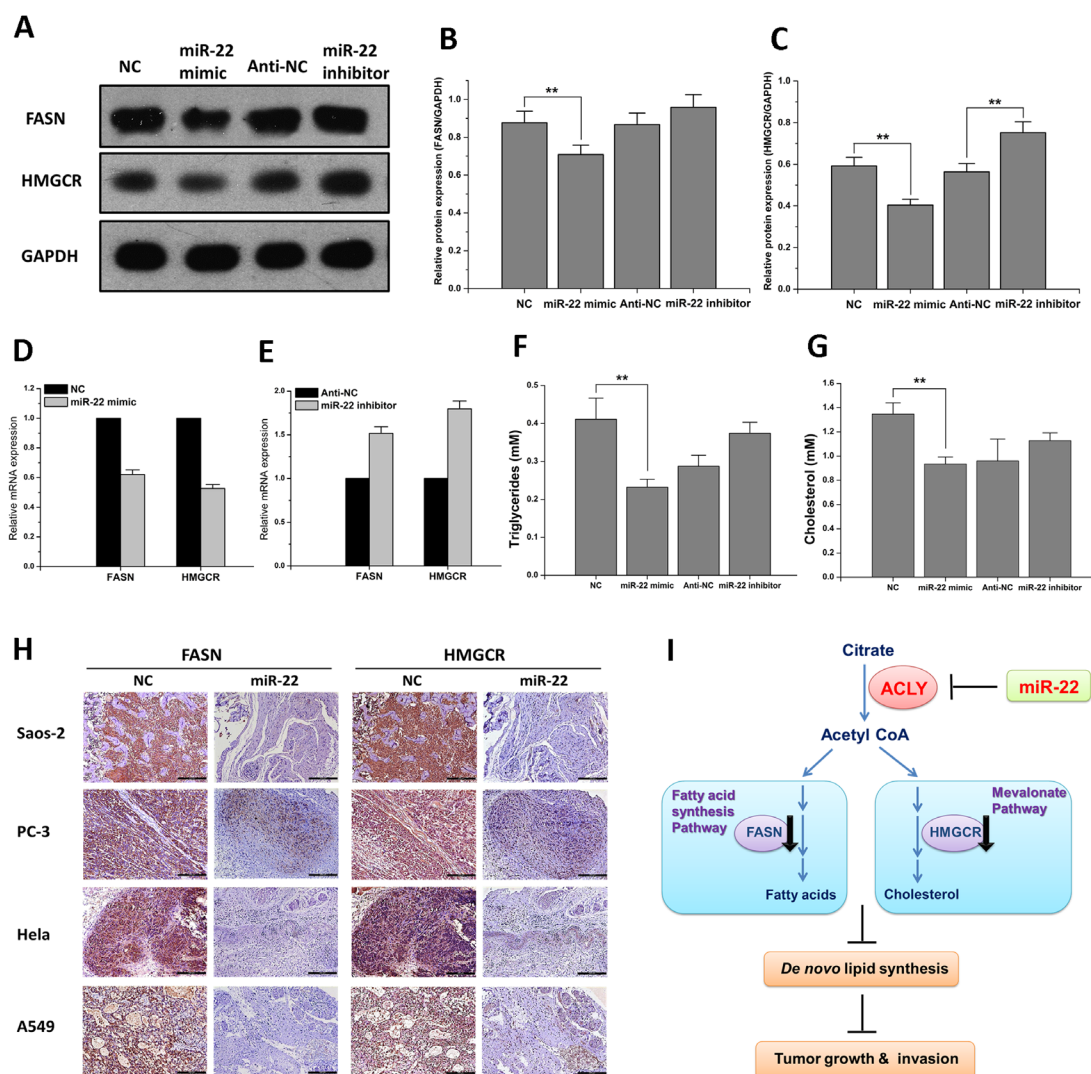 A
NC
miR-22
mimic
Anti-NC
miR-22
inhibitor
FASN
HMGCR
GAPDH
B
Relative protein expression (FASN/GAPDH)
1.0
0.8
0.6
0.4
0.2
0.0
**
NC
miR-22 mimic
Anti-NC
miR-22 inhibitor
C
Relative protein expression (HMGCR/GAPDH)
1.0
0.8
0.6
0.4
0.2
0.0
**
**
NC
miR-22 mimic
Anti-NC
miR-22 inhibitor
D
Relative mRNA expression
1.2
1.0
0.8
0.6
0.4
0.2
0.0
NC
miR-22 mimic
FASN
HMGCR
E
Relative mRNA expression
2.0
1.5
1.0
0.5
0.0
Anti-NC
miR-22 inhibitor
FASN
HMGCR
F
Triglycerides (mM)
0.5
0.4
0.3
0.2
0.1
0.0
**
NC
miR-22 mimic
Anti-NC
miR-22 inhibitor
G
Cholesterol (mM)
1.6
1.4
1.2
1.0
0.8
0.6
0.4
0.2
0.0
**
NC
miR-22 mimic
Anti-NC
miR-22 inhibitor
H
FASN
HMGCR
NC
miR-22
NC
miR-22
Saos-2
PC-3
Hela
A549
I
Citrate
ACLY
miR-22
Acetyl CoA
Fatty acid
synthesis
Pathway
FASN
Fatty acids
Mevalonate
Pathway
HMGCR
Cholesterol
De novo lipid synthesis
Tumor growth & invasion